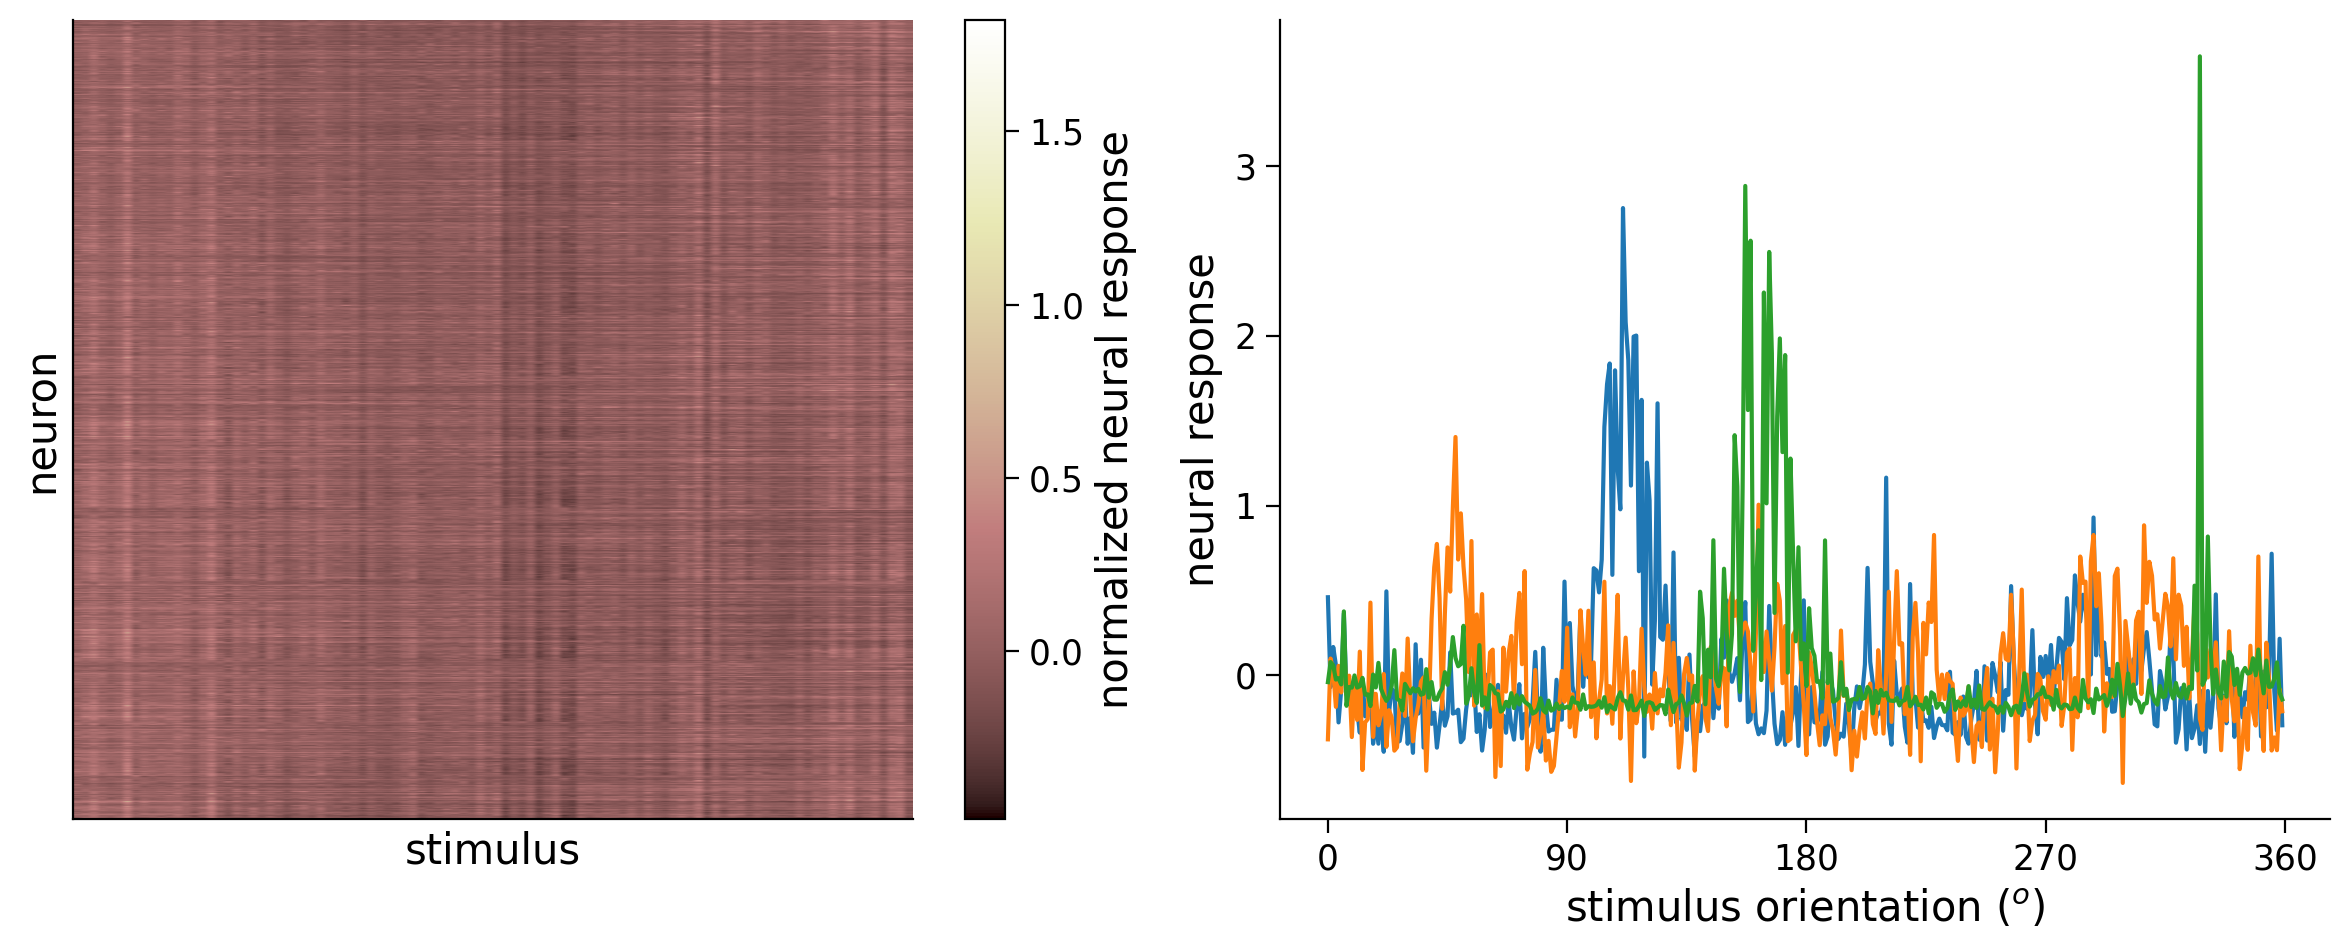 neuron
stimulus
1.5
1.0
0.5
0.0
normalized neural response
neural response
3
2
1
0
0 90 180 270 360
stimulus orientation (o)